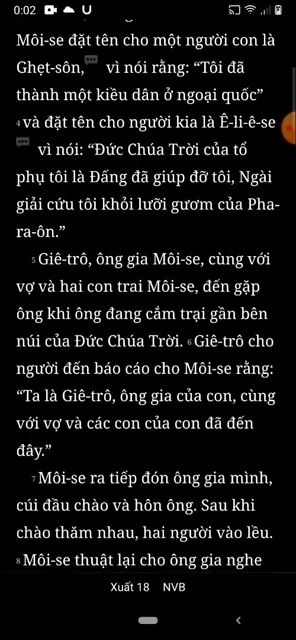 0:02
Môi-se đặt tên cho một người con là
Ghẹt-sôn, vì nói rằng: “Tôi đã
thành một kiều dân ở ngoại quốc”
4 và đặt tên cho người kia là Ê-li-ê-se
vì nói: “Đức Chúa Trời của tổ
phụ tôi là Đấng đã giúp đỡ tôi, Ngài
giải cứu tôi khỏi lưỡi gươm của Pha-
ra-ôn.”
5 Giê-trô, ông gia Môi-se, cùng với
vợ và hai con trai Môi-se, đến gặp
ông khi ông đang cắm trại gần bên
núi của Đức Chúa Trời. 6 Giê-trô cho
người đến báo cáo cho Môi-se rằng:
“Ta là Giê-trô, ông gia của con, cùng
với vợ và các con của con đã đến
đây.”
7 Môi-se ra tiếp đón ông gia mình,
cúi đầu chào và hôn ông. Sau khi
chào thăm nhau, hai người vào lều.
8 Môi-se thuật lại cho ông gia nghe
Xuất 18 NVB